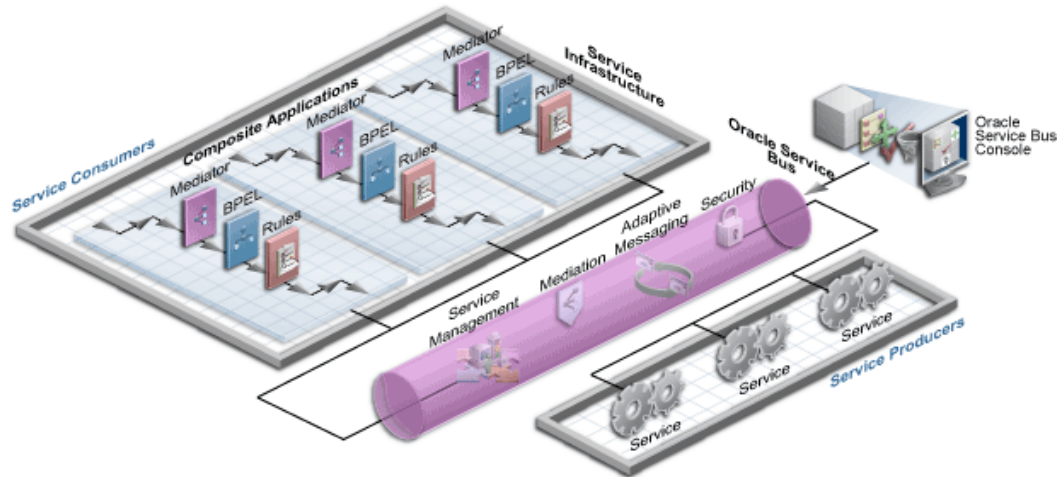 Service Consumers
Composite Applications
Service
Infrastructure
Mediator
BPEL
Rules
Mediator
BPEL
Rules
Mediator
BPEL
Rules
Oracle Service
Bus
Oracle
Service Bus
Console
Service
Management
Mediation
Adaptive
Messaging
Security
Service
Service
Service
Service Producers